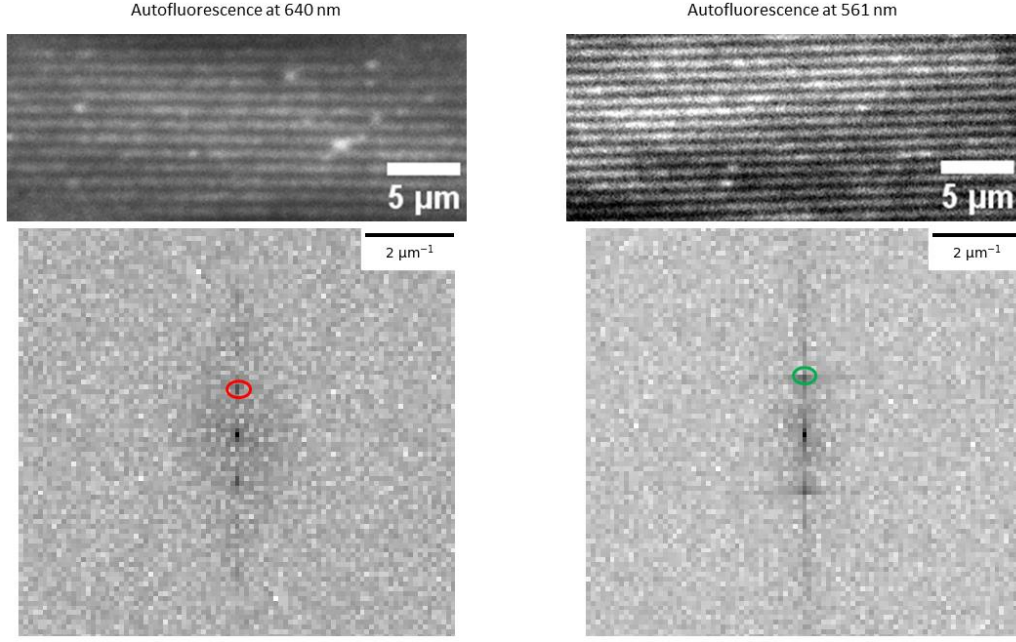 Autofluorescence at 640 nm
Autofluorescence at 561 nm
5 µm
5 µm
2 µm⁻¹
2 µm⁻¹